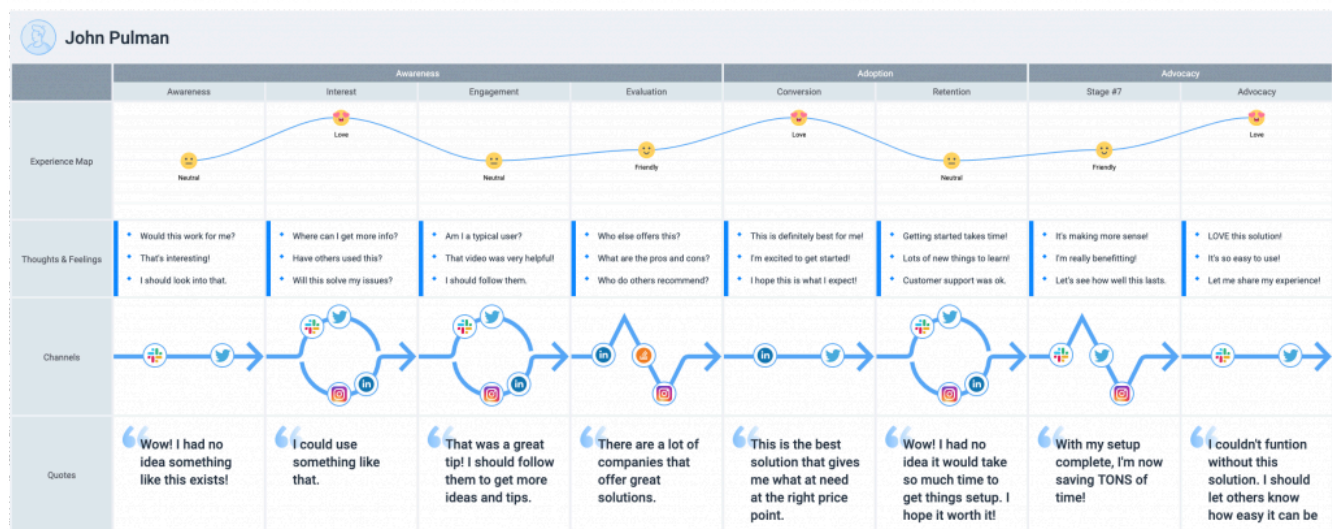 John Pulman
Awareness
Adoption
Advocacy
Awareness
Interest
Engagement
Evaluation
Conversion
Retention
Stage #7
Advocacy
Experience Map
Neutral
Love
Neutral
Friendly
Love
Neutral
Friendly
Love
Thoughts & Feelings
Would this work for me?
That's interesting!
I should look into that.
Where can I get more info?
Have others used this?
Will this solve my issues?
Am I a typical user?
That video was very helpful!
I should follow them.
Who else offers this?
What are the pros and cons?
Who do others recommend?
This is definitely best for me!
I'm excited to get started!
I hope this is what I expect!
Getting started takes time!
Lots of new things to learn!
Customer support was ok.
It's making more sense!
I'm really benefitting!
Let's see how well this lasts.
LOVE this solution!
It's so easy to use!
Let me share my experience!
Channels
in
in
in
in
in
Quotes
Wow! I had no
idea something
like this exists!
I could use
something like
that.
That was a great
tip! I should follow
them to get more
ideas and tips.
There are a lot of
companies that
offer great
solutions.
This is the best
solution that gives
me what at need
at the right price
point.
Wow! I had no
idea it would take
so much time to
get things setup. I
hope it worth it!
With my setup
complete, I'm now
saving TONS of
time!
I couldn't funtion
without this
solution. I should
let others know
how easy it can be